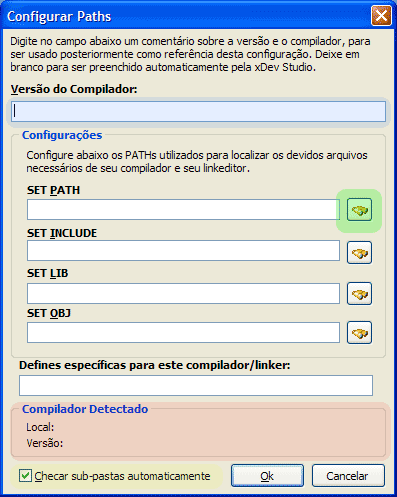 Configurar Paths
Digite no campo abaixo um comentário sobre a versão e o compilador, para
ser usado posteriormente como referência desta configuração. Deixe em
branco para ser preenchido automaticamente pela xDev Studio.
Versão do Compilador:
Configurações
Configure abaixo os PATHs utilizados para localizar os devidos arquivos
necessários de seu compilador e seu linkeditor.
SET PATH
SET INCLUDE
SET LIB
SET OBJ
Defines específicas para este compilador/linker:
Compilador Detectado
Local:
Versão:
Checar sub-pastas automaticamente
Ok
Cancelar